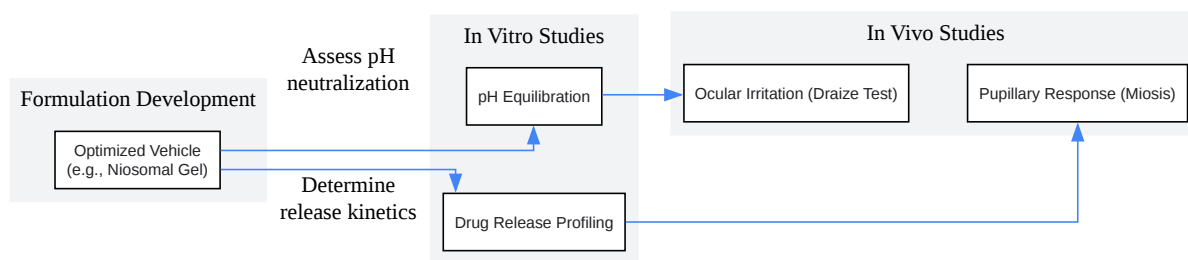 Formulation Development
Optimized Vehicle
(e.g., Niosomal Gel)
Assess pH
neutralization
Determine
release kinetics
In Vitro Studies
pH Equilibration
Drug Release Profiling
In Vivo Studies
Ocular Irritation (Draize Test)
Pupillary Response (Miosis)